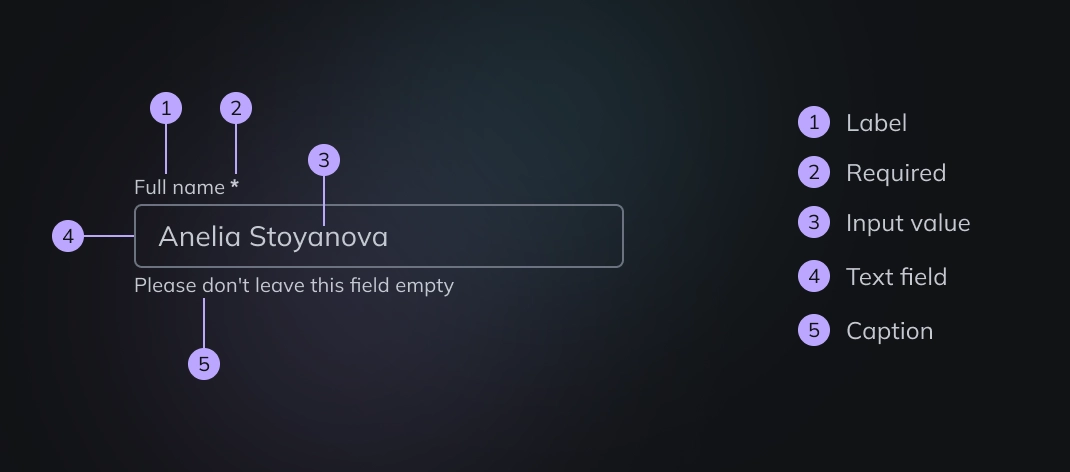 1 2
3
Full name *
4 Anelia Stoyanova
Please don't leave this field empty
5
1 Label
2 Required
3 Input value
4 Text field
5 Caption